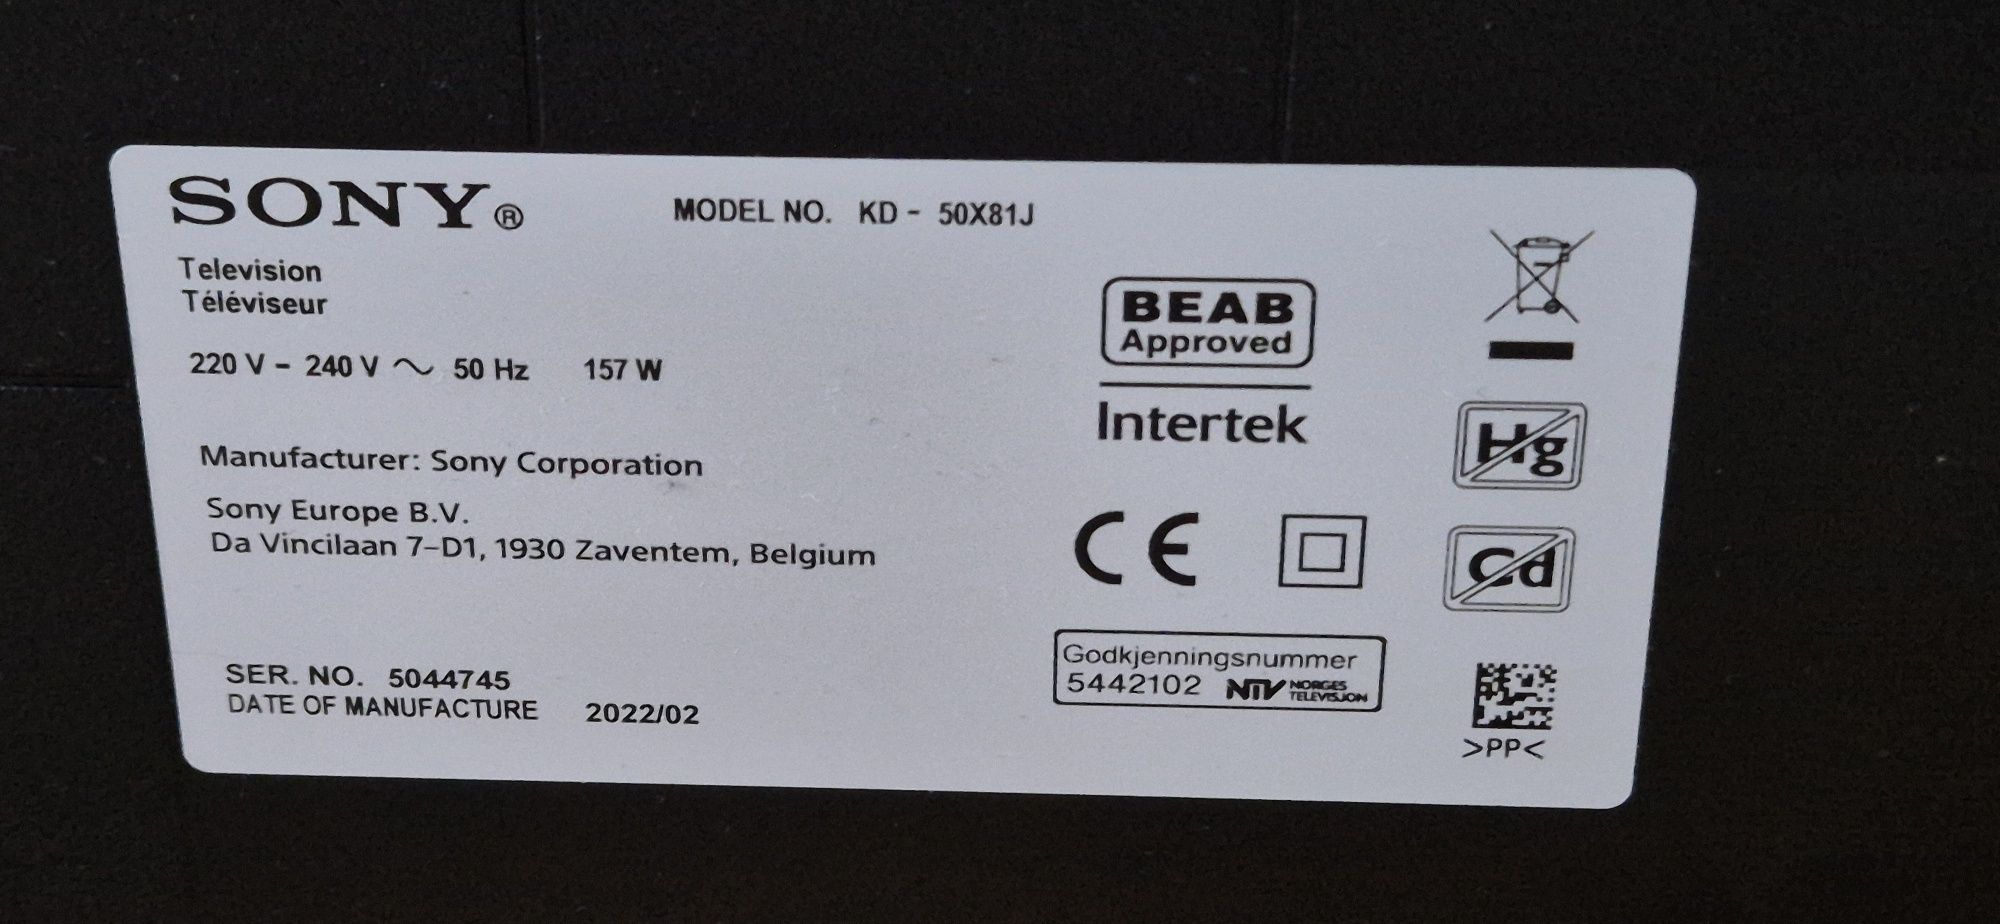 SONY®
MODEL NO. KD - 50X81J
Television
Téléviseur
220 V - 240 V ~ 50 Hz 157 W
Manufacturer: Sony Corporation
Sony Europe B.V.
Da Vincilaan 7-D1, 1930 Zaventem, Belgium
SER. NO. 5044745
DATE OF MANUFACTURE 2022/02
BEAB
Approved
Intertek
CE
Godkjenningsnummer
5442102 NTV NORGES
TELEVISJON
Hg
Cd
>PP<